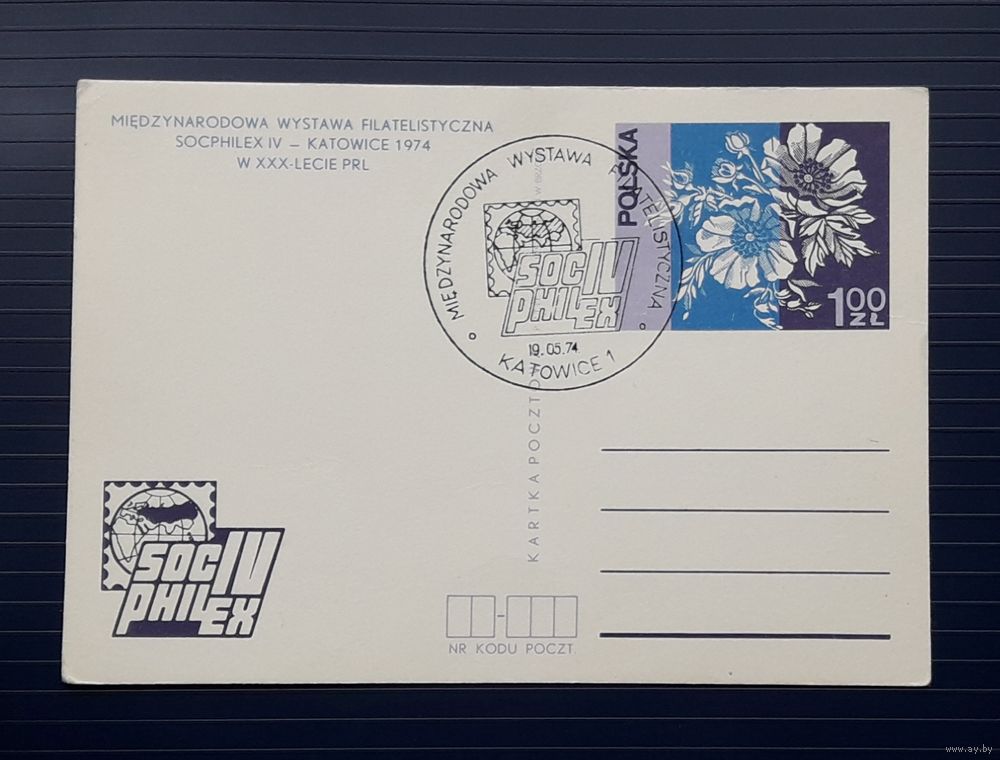 MIĘDZYNARODOWA WYSTAWA FILATELISTYCZNA
SOCPHILEX IV – KATOWICE 1974
W XXX-LECIE PRL
MIĘDZYNARODOWA WYSTAWA FILATELISTYCZNA
SOC IV
PHILEX
19.05.74
KATOWICE 1
POLSKA
1 00
ZŁ
KARTKA POCZTO
SOC IV
PHILEX
–
NR KODU POCZT.
www.ay.by